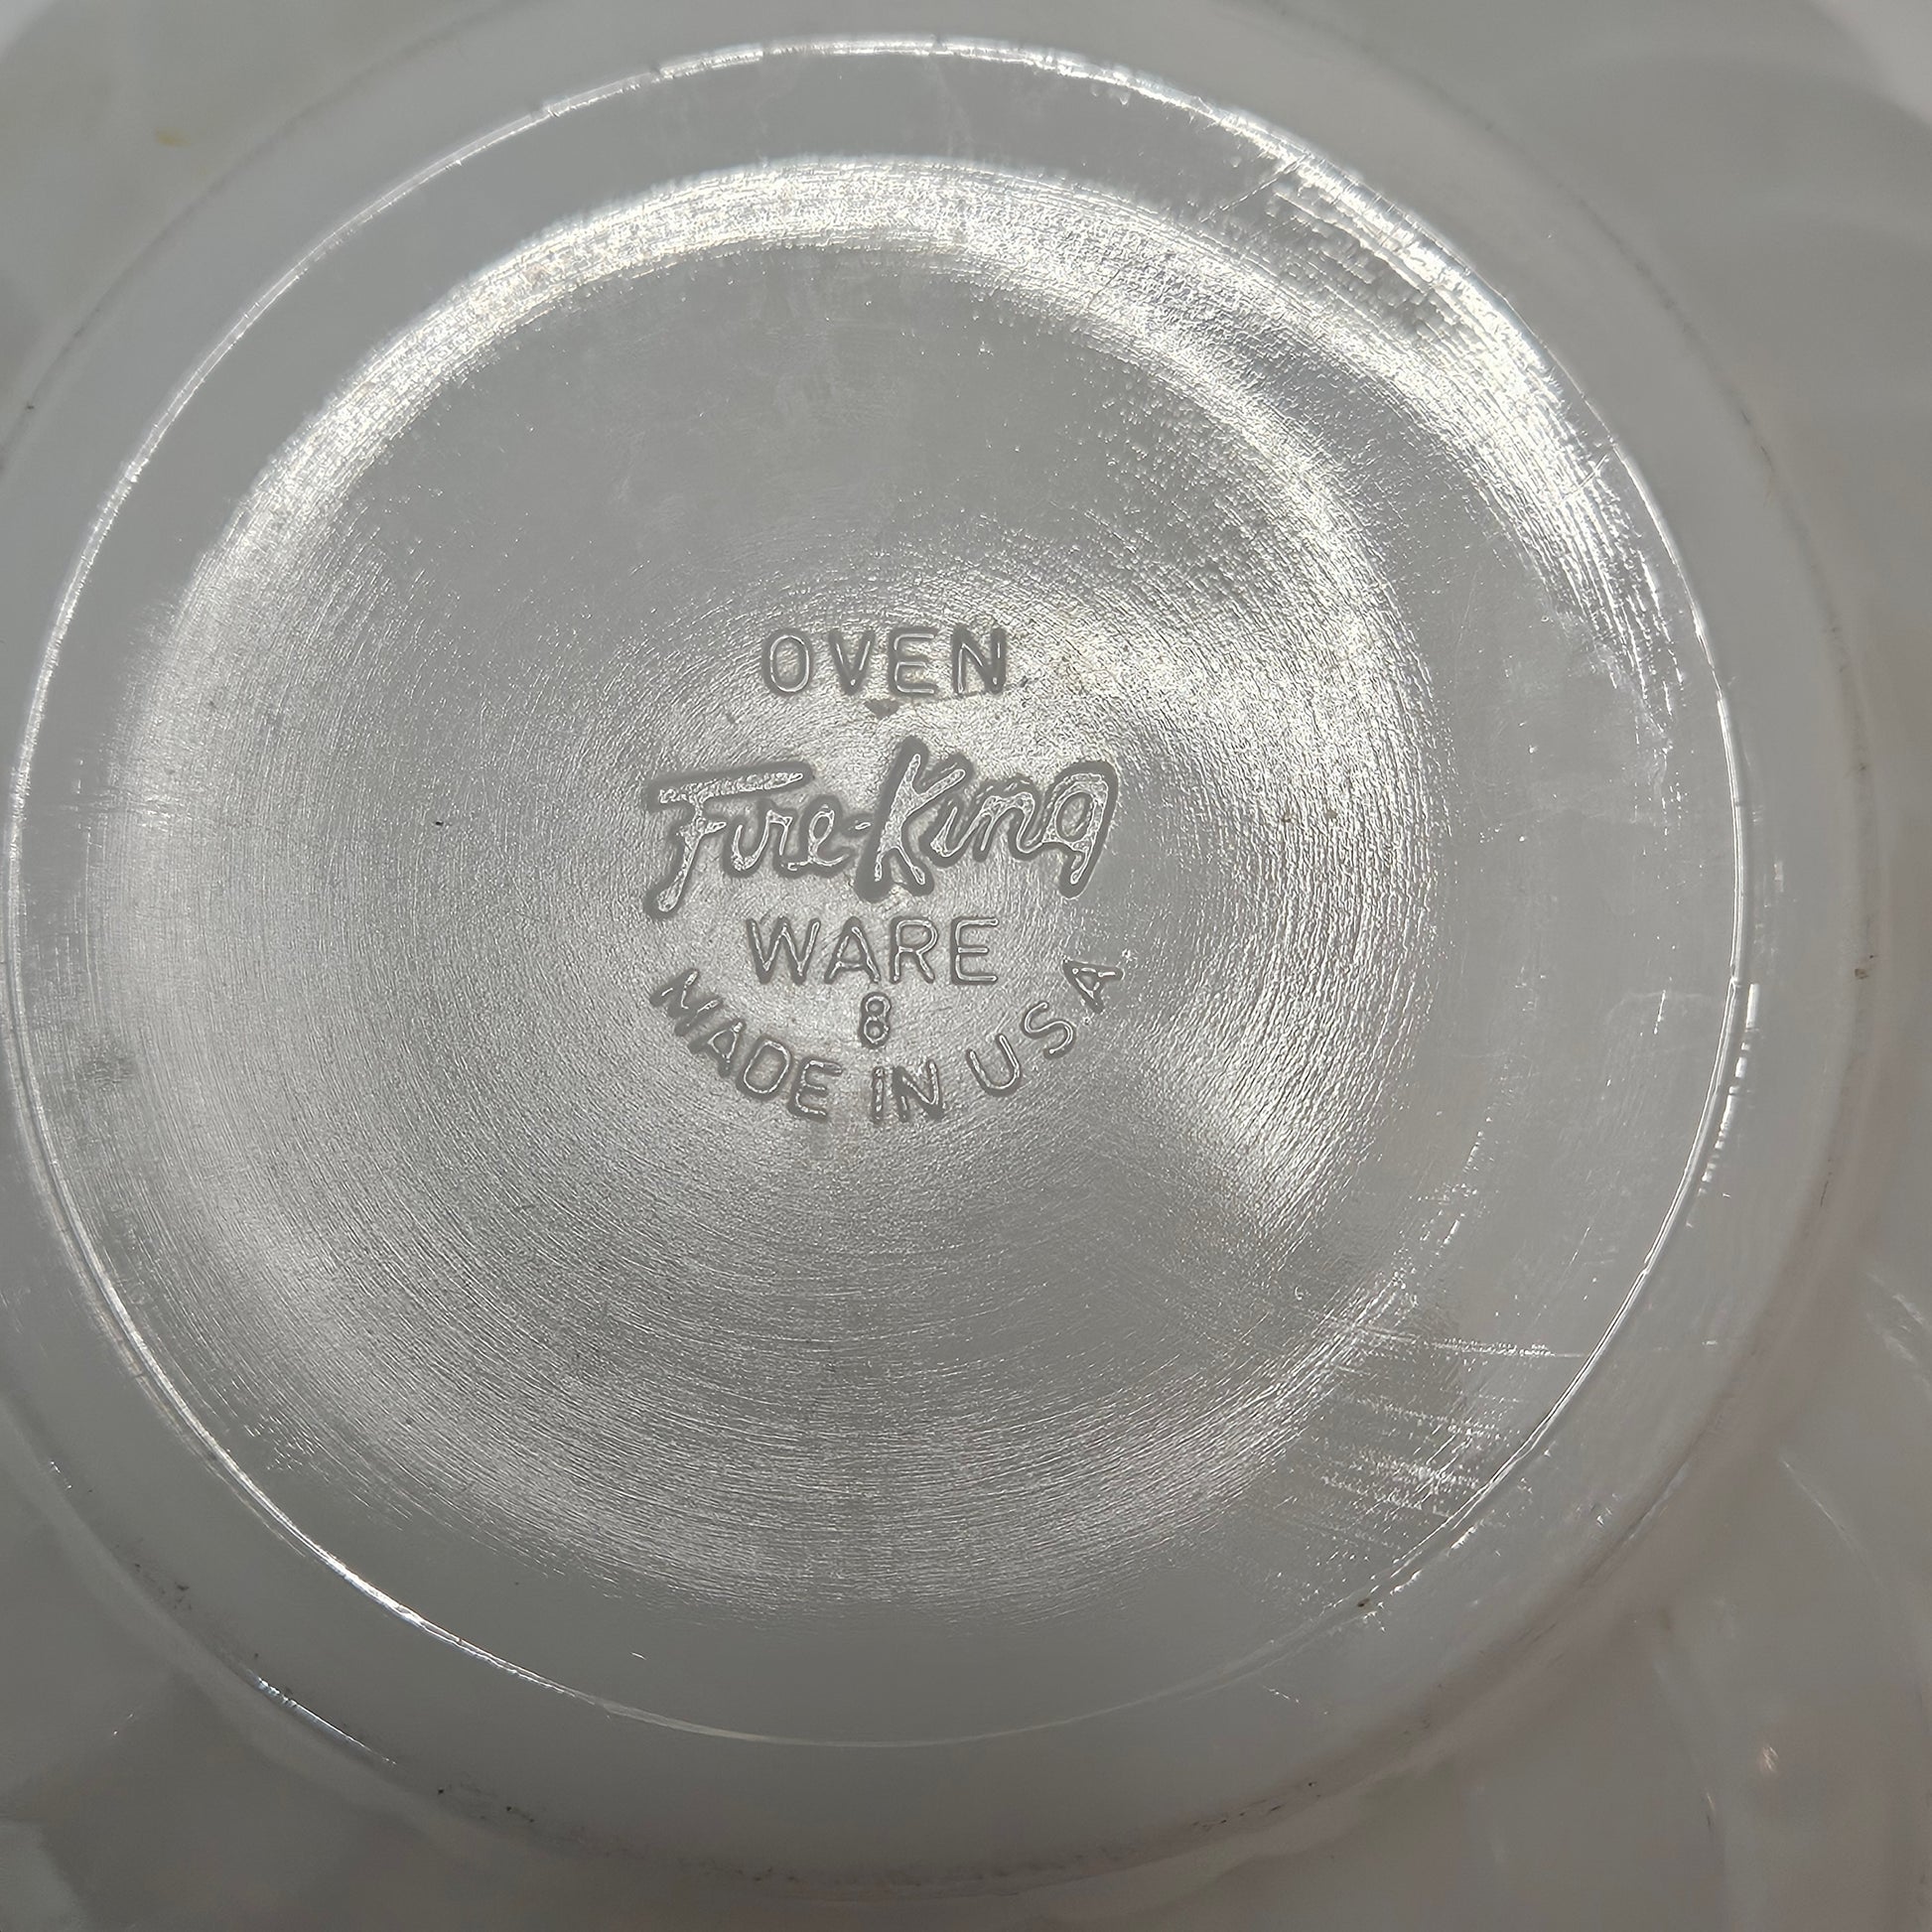 OVEN
Fire-King
WARE
8
MADE IN USA